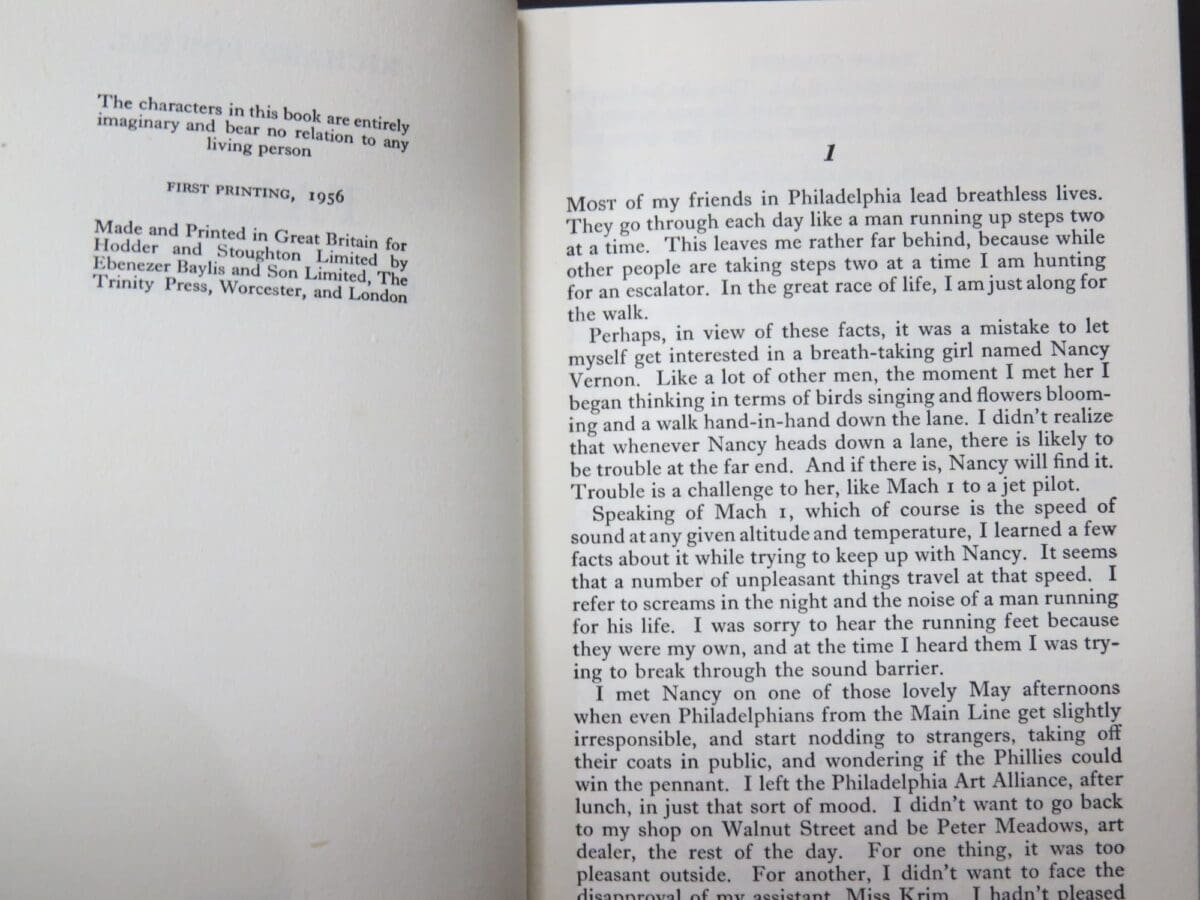 The characters in this book are entirely
imaginary and bear no relation to any
living person
FIRST PRINTING, 1956
Made and Printed in Great Britain for
Hodder and Stoughton Limited by
Ebenezer Baylis and Son Limited, The
Trinity Press, Worcester, and London
1
MOST of my friends in Philadelphia lead breathless lives.
They go through each day like a man running up steps two
at a time. This leaves me rather far behind, because while
other people are taking steps two at a time I am hunting
for an escalator. In the great race of life, I am just along for
the walk.
Perhaps, in view of these facts, it was a mistake to let
myself get interested in a breath-taking girl named Nancy
Vernon. Like a lot of other men, the moment I met her I
began thinking in terms of birds singing and flowers bloom-
ing and a walk hand-in-hand down the lane. I didn't realize
that whenever Nancy heads down a lane, there is likely to
be trouble at the far end. And if there is, Nancy will find it.
Trouble is a challenge to her, like Mach 1 to a jet pilot.
Speaking of Mach 1, which of course is the speed of
sound at any given altitude and temperature, I learned a few
facts about it while trying to keep up with Nancy. It seems
that a number of unpleasant things travel at that speed. I
refer to screams in the night and the noise of a man running
for his life. I was sorry to hear the running feet because
they were my own, and at the time I heard them I was try-
ing to break through the sound barrier.
I met Nancy on one of those lovely May afternoons
when even Philadelphians from the Main Line get slightly
irresponsible, and start nodding to strangers, taking off
their coats in public, and wondering if the Phillies could
win the pennant. I left the Philadelphia Art Alliance, after
lunch, in just that sort of mood. I didn't want to go back
to my shop on Walnut Street and be Peter Meadows, art
dealer, the rest of the day. For one thing, it was too
pleasant outside. For another, I didn't want to face the
disapproval of my assistant, Miss Krim. I hadn't pleased